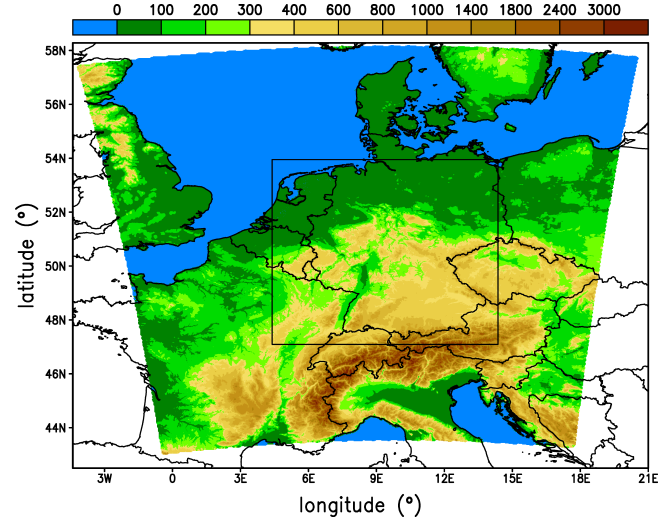 0 100 200 300 400 600 800 1000 1400 1800 2400 3000
58N
56N
54N
52N
50N
48N
46N
44N
latitude (°)
3W 0 3E 6E 9E 12E 15E 18E 21E
longitude (°)